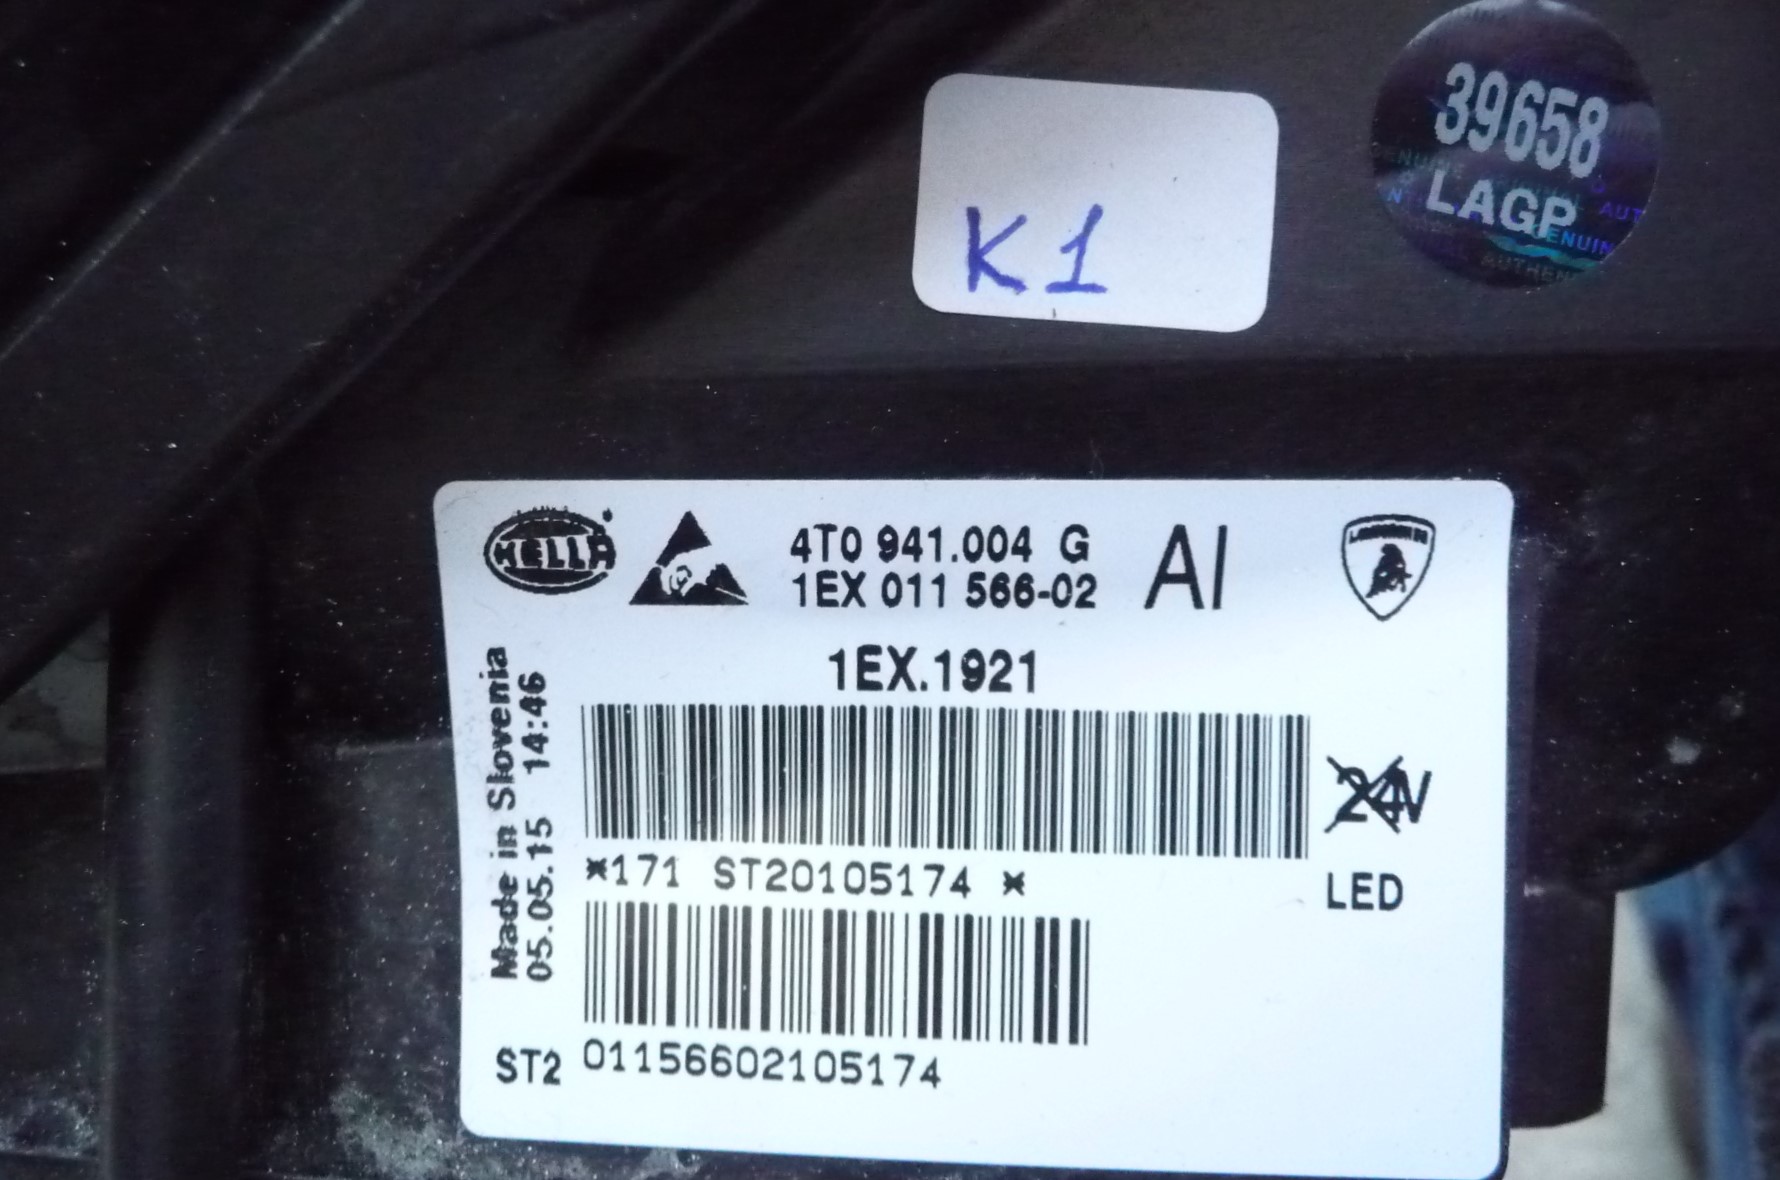 39658
LAGP
K1
HELLA
4T0 941.004 G
1EX 011 566-02
AI
1EX.1921
Made in Slovenia
05.05.15 14:46
*171 ST20105174 *
24V
LED
ST2 01156602105174